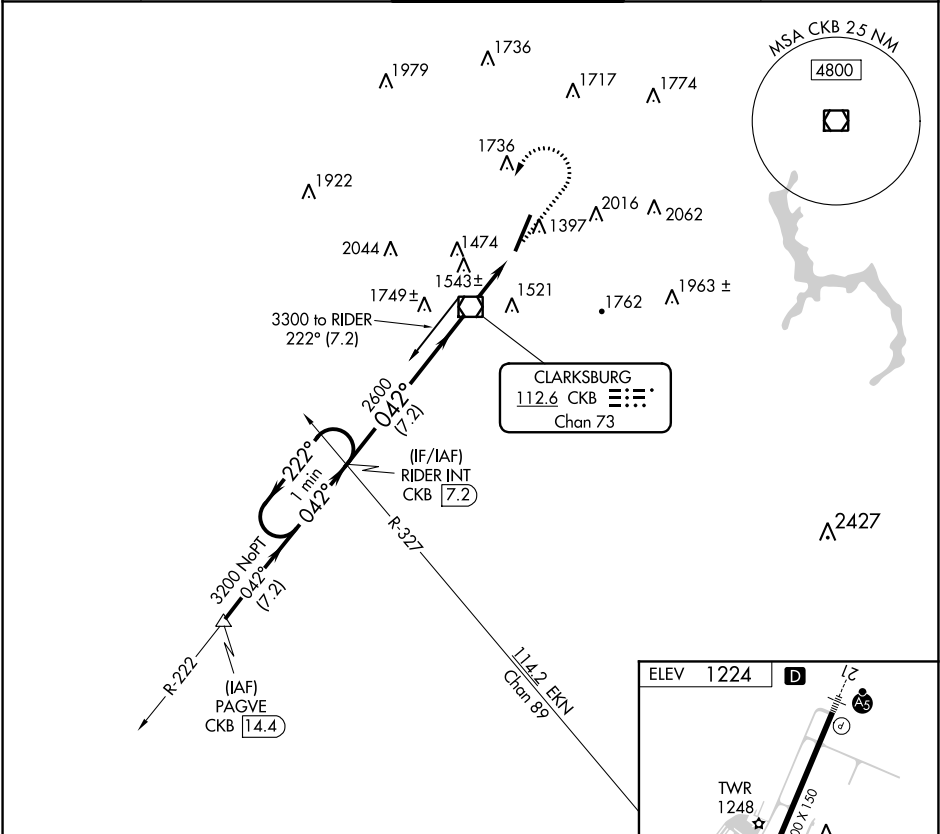 MSA CKB 25 NM
4800
1979
1736
1717
1774
1736
1922
2016
2062
1397
2044
1474
1543±
1749±
1521
1762
1963 ±
3300 to RIDER
222° (7.2)
CLARKSBURG
112.6 CKB
Chan 73
2600
042°
(7.2)
(IF/IAF)
RIDER INT
CKB 7.2
222°
1 min
042°
R-327
2427
3200 NoPT
042°
(7.2)
R-222
(IAF)
PAGVE
CKB 14.4
114.2 EKN
Chan 89
ELEV 1224 D
21
A5
P
TWR
1248
00 X 150